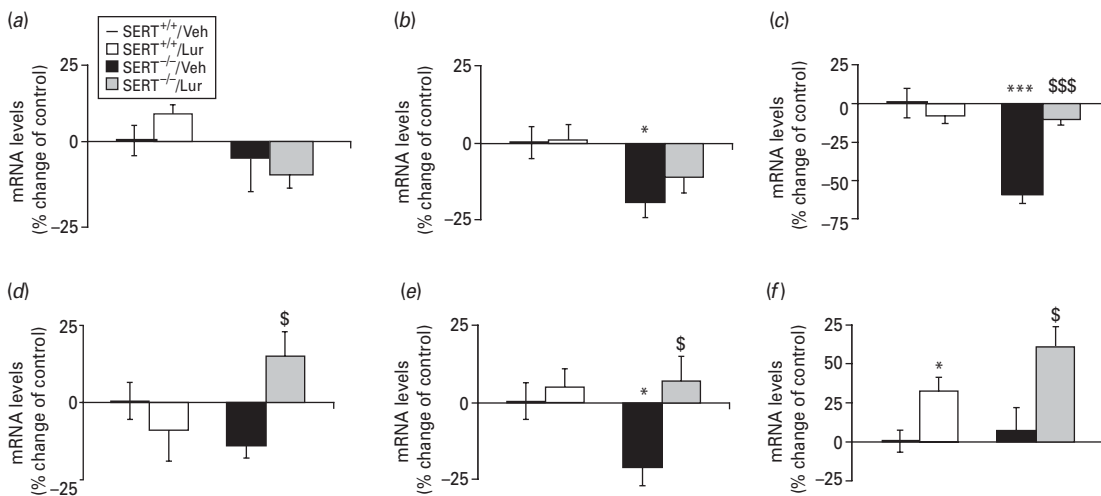 (a)
– SERT+/+/Veh
SERT+/+/Lur
SERT−/−/Veh
SERT−/−/Lur
mRNA levels
(% change of control)
25
0
−25
(b)
mRNA levels
(% change of control)
25
0
−25
*
(c)
mRNA levels
(% change of control)
25
0
−25
−50
−75
***
$$$
(d)
mRNA levels
(% change of control)
25
0
−25
$
(e)
mRNA levels
(% change of control)
25
0
−25
*
$
(f)
mRNA levels
(% change of control)
75
50
25
0
−25
*
$